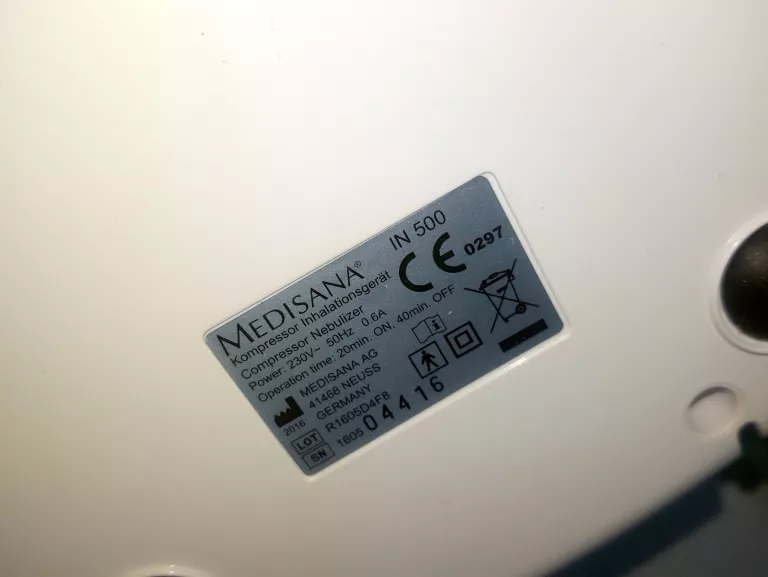 MEDISANA® IN 500
Kompressor Inhalationsgerät
Compressor Nebulizer
Power: 230V~ 50Hz 0.6A
Operation time: 20min. ON. 40min. OFF
CE 0297
MEDISANA AG
41468 NEUSS
GERMANY
2016
LOT R1605D4F8
SN 1605 04416